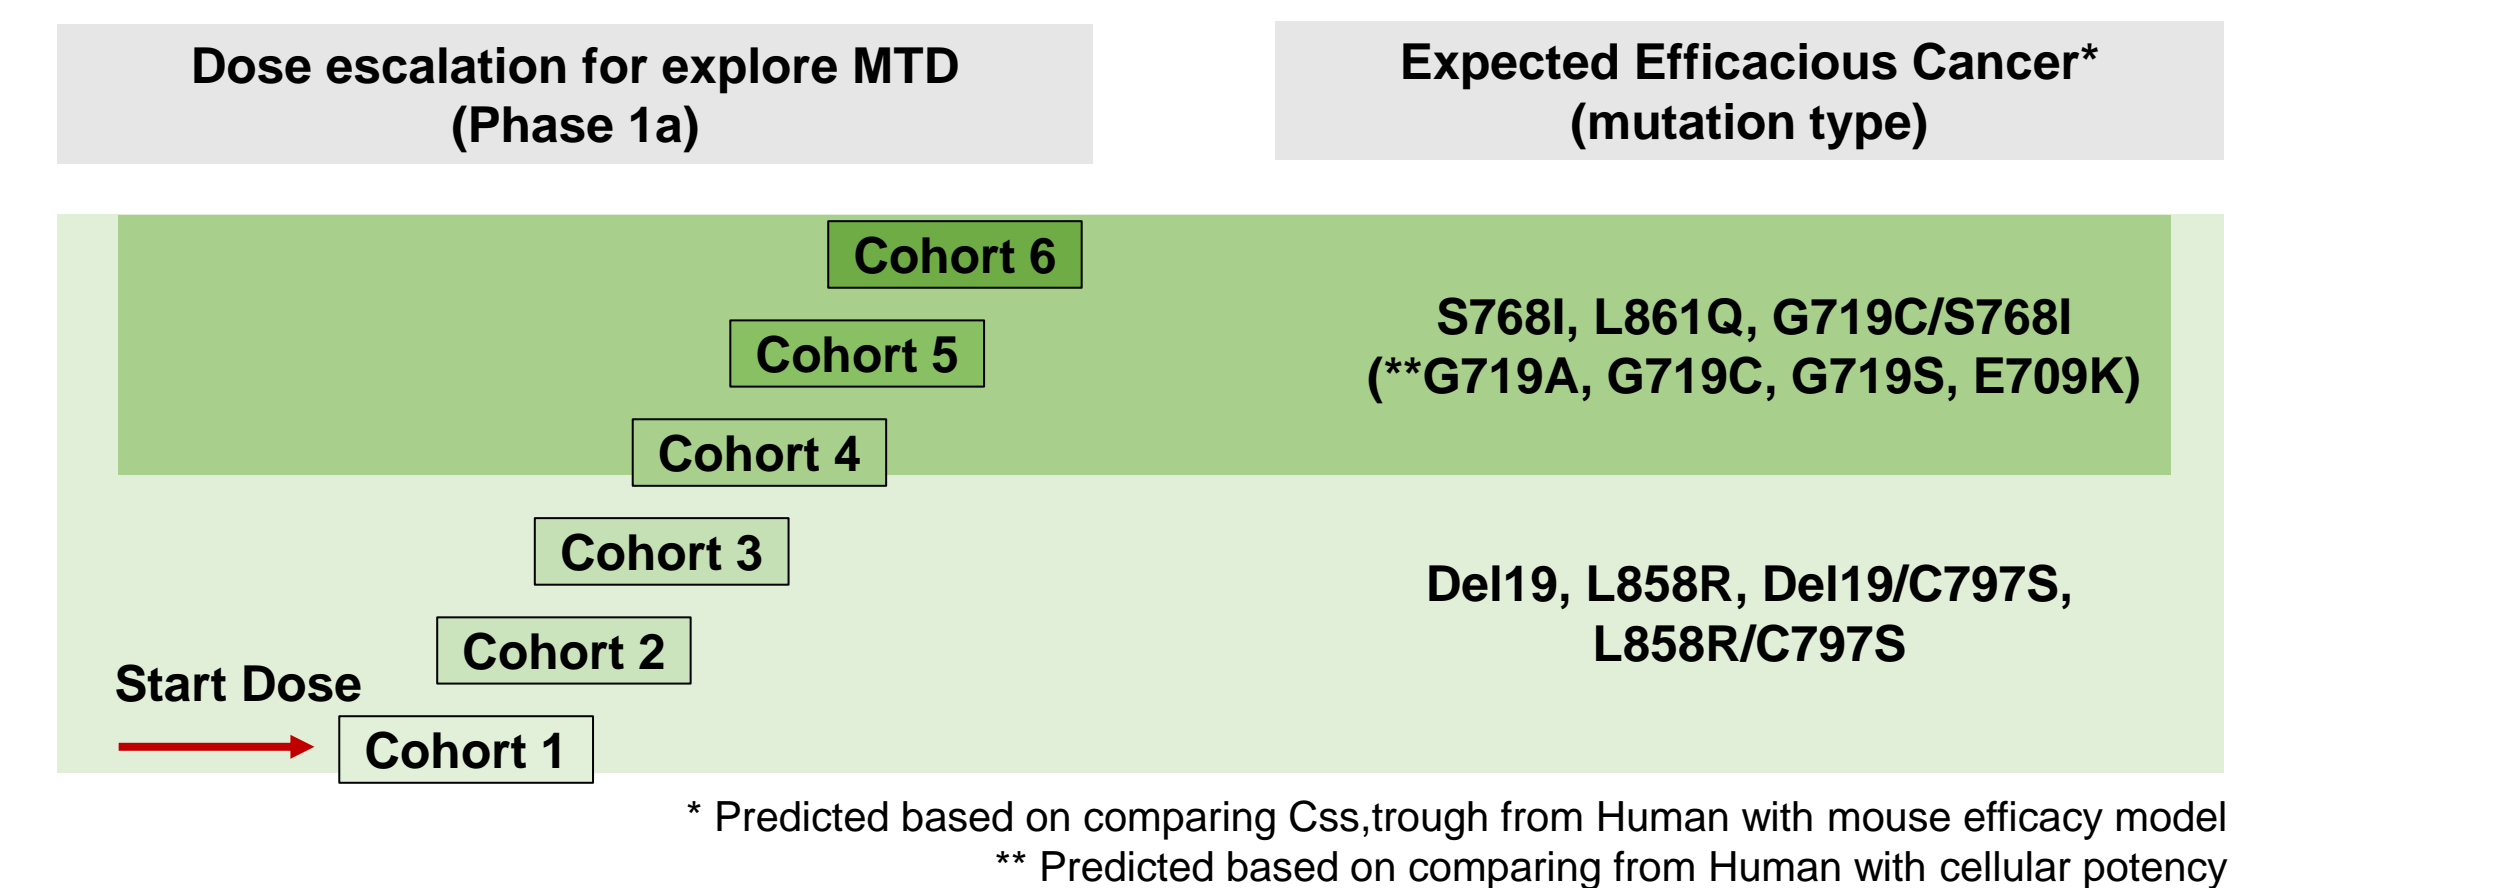 Dose escalation for explore MTD
(Phase 1a)
Expected Efficacious Cancer*
(mutation type)
Cohort 6
Cohort 5
Cohort 4
S768I, L861Q, G719C/S768I
(**G719A, G719C, G719S, E709K)
Cohort 3
Cohort 2
Start Dose
Cohort 1
Del19, L858R, Del19/C797S,
L858R/C797S
* Predicted based on comparing Css,trough from Human with mouse efficacy model
** Predicted based on comparing from Human with cellular potency